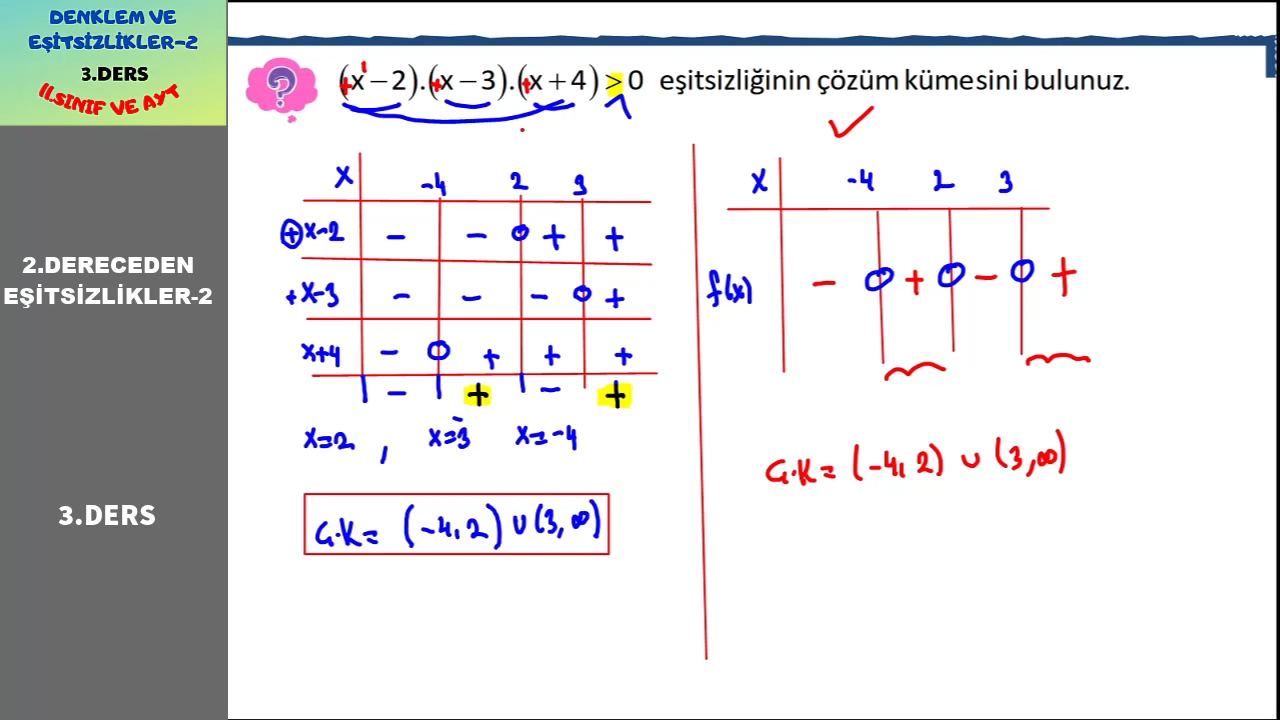 DENKLEM VE
EŞİTSİZLİKLER-2
3.DERS
11.SINIF VE AYT
2.DERECEDEN
EŞİTSİZLİKLER-2
3.DERS
(x-2).(x-3).(x+4) > 0 eşitsizliğinin çözüm kümesini bulunuz.
x -4 2 3
+x-2 - - 0 + +
+x-3 - - - 0 +
x+4 - 0 + + +
- + - +
x=2 , x=3 x=-4
Ç.K= (-4,2) ∪ (3,∞)
x -4 2 3
f(x) - 0 + 0 - 0 +
Ç.K= (-4,2) ∪ (3,∞)